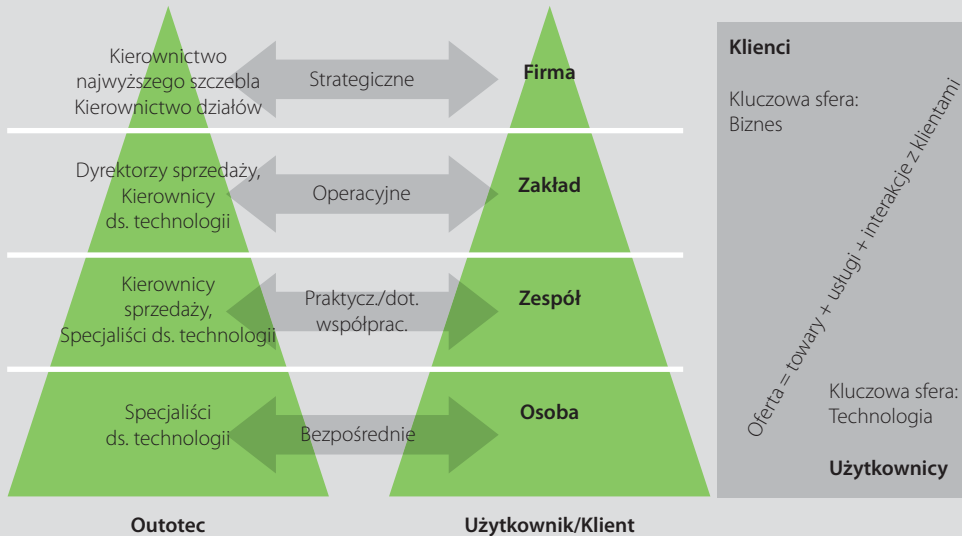 Kierownictwo
najwyższego szczebla
Kierownictwo działów
Strategiczne
Firma
Dyrektorzy sprzedaży,
Kierownicy
ds. technologii
Operacyjne
Zakład
Kierownicy
sprzedaży,
Specjaliści ds. technologii
Praktycz./dot.
współprac.
Zespół
Specjaliści
ds. technologii
Bezpośrednie
Osoba
Outotec
Użytkownik/Klient
Klienci
Kluczowa sfera:
Biznes
Oferta = towary + usługi + interakcje z klientami
Kluczowa sfera:
Technologia
Użytkownicy